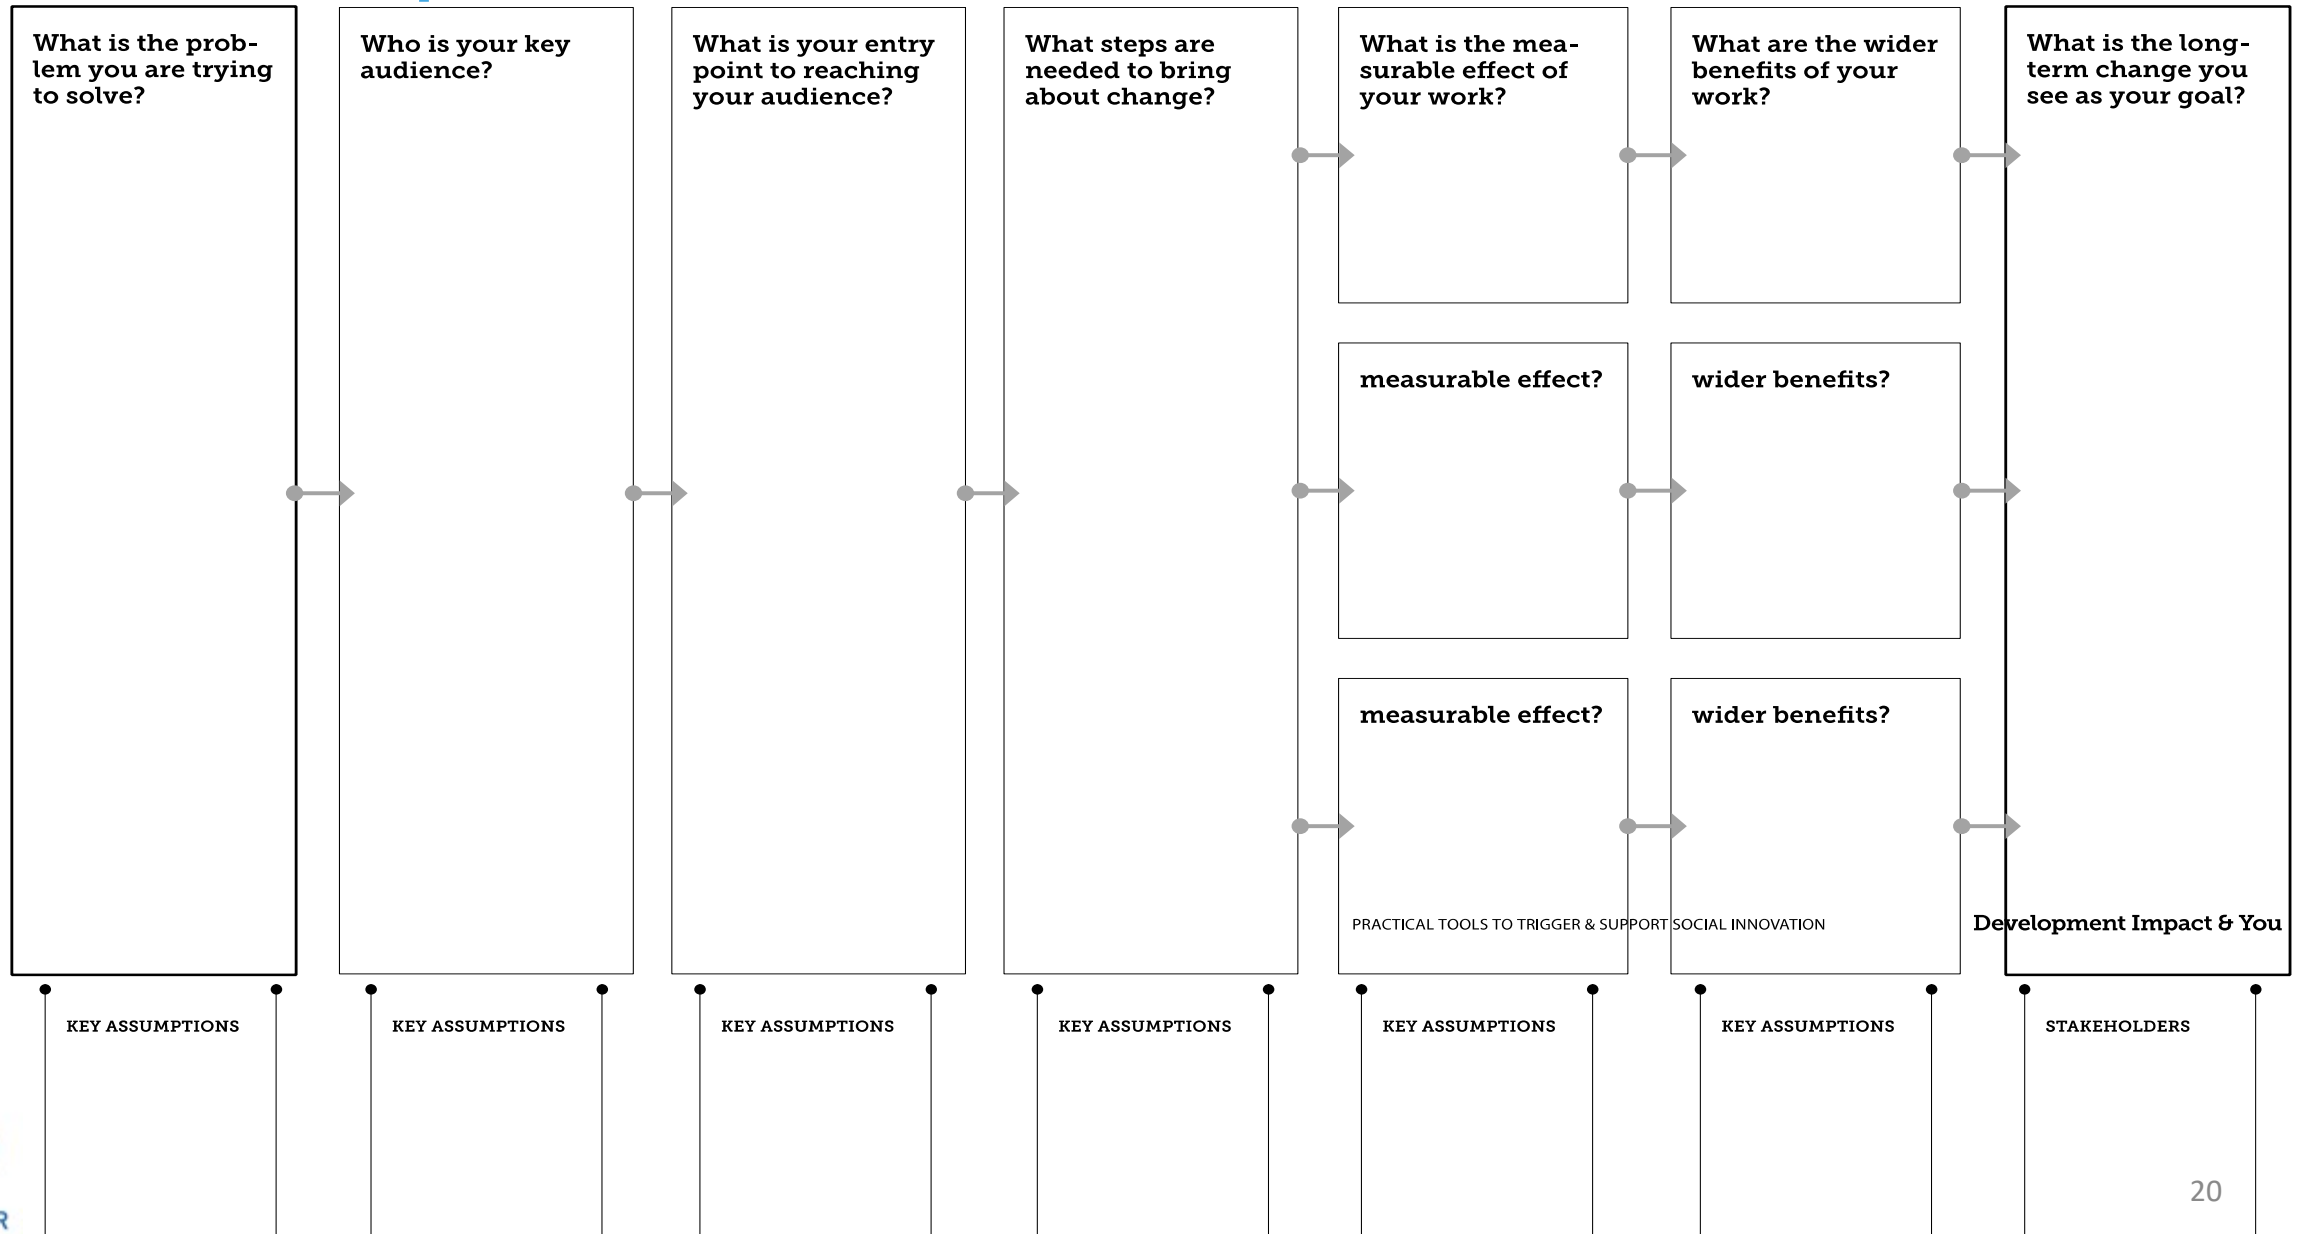 What is the prob-
lem you are trying
to solve?
Who is your key
audience?
What is your entry
point to reaching
your audience?
What steps are
needed to bring
about change?
What is the mea-
surable effect of
your work?
What are the wider
benefits of your
work?
What is the long-
term change you
see as your goal?
measurable effect?
wider benefits?
measurable effect?
wider benefits?
PRACTICAL TOOLS TO TRIGGER & SUPPORT SOCIAL INNOVATION
Development Impact & You
KEY ASSUMPTIONS
KEY ASSUMPTIONS
KEY ASSUMPTIONS
KEY ASSUMPTIONS
KEY ASSUMPTIONS
KEY ASSUMPTIONS
STAKEHOLDERS
20
R